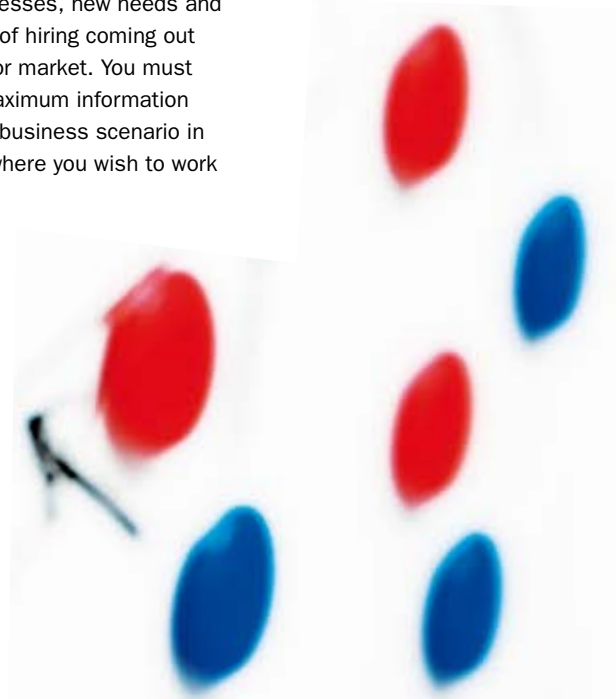 esses, new needs and
of hiring coming out
or market. You must
aximum information
business scenario in
where you wish to work